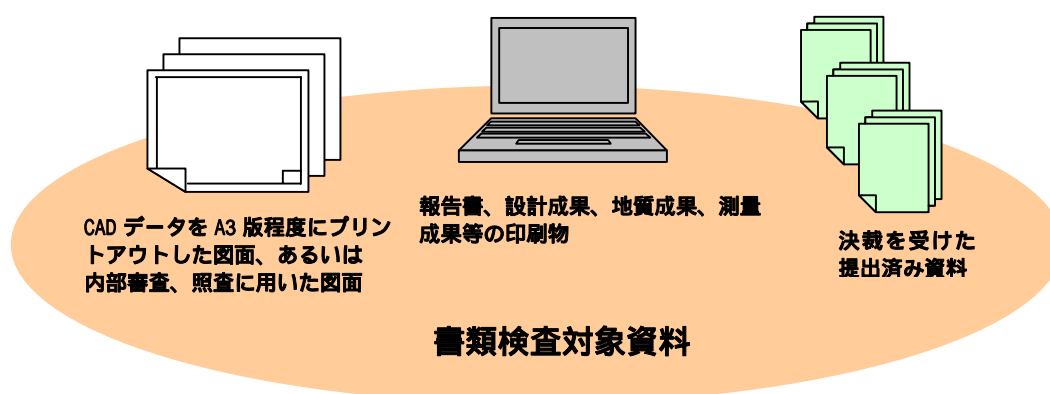 CAD データを A3 版程度にプリン
トアウトした図面、あるいは
内部審査、照査に用いた図面
報告書、設計成果、地質成果、測量
成果等の印刷物
決裁を受けた
提出済み資料
書類検査対象資料